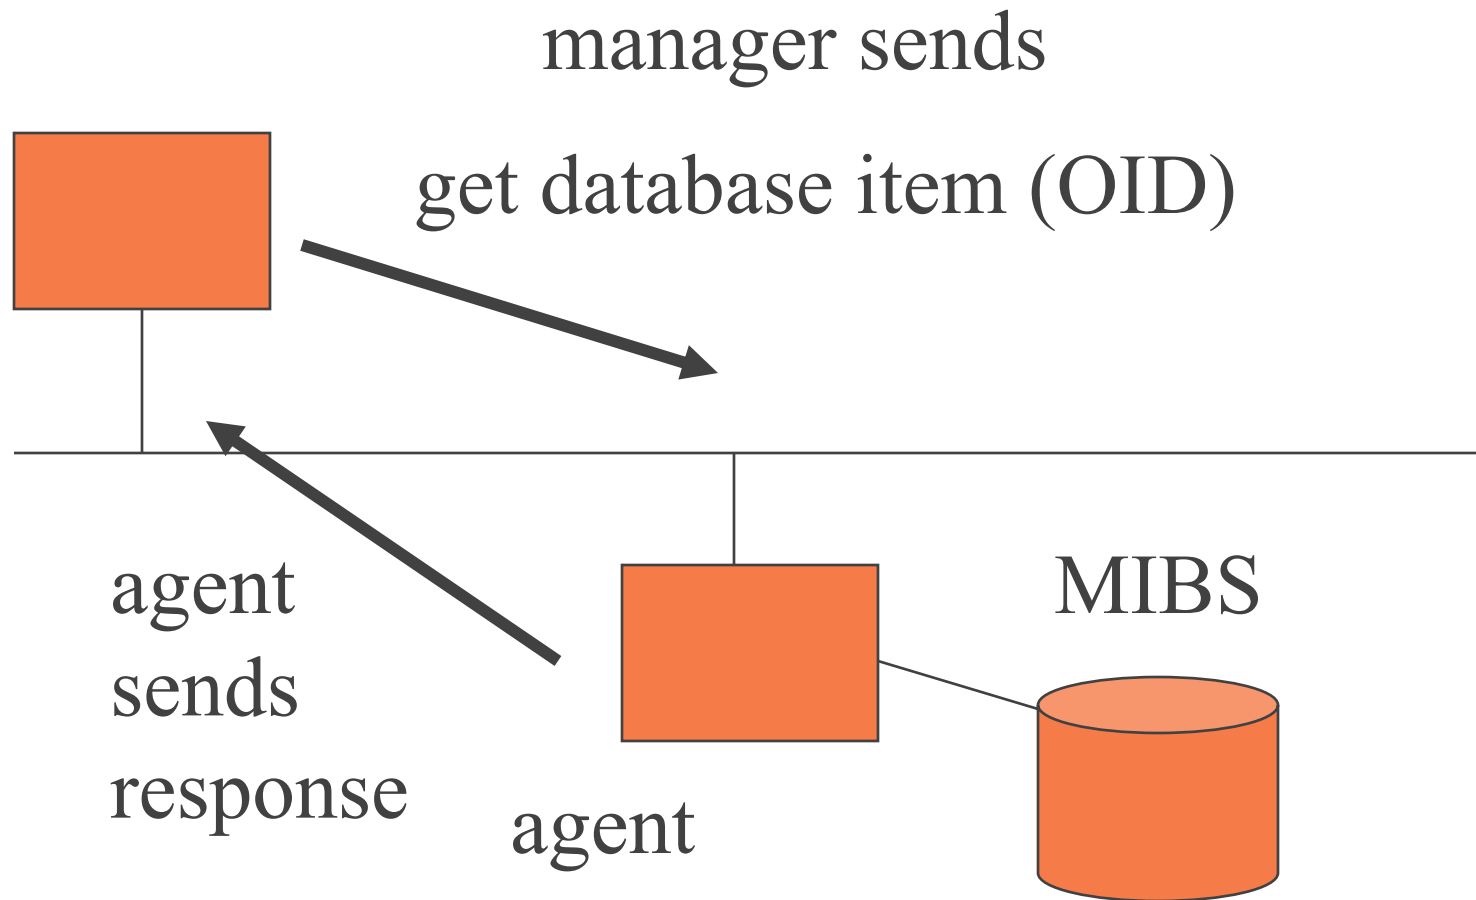 manager sends
get database item (OID)
agent
sends
response
agent
MIBS